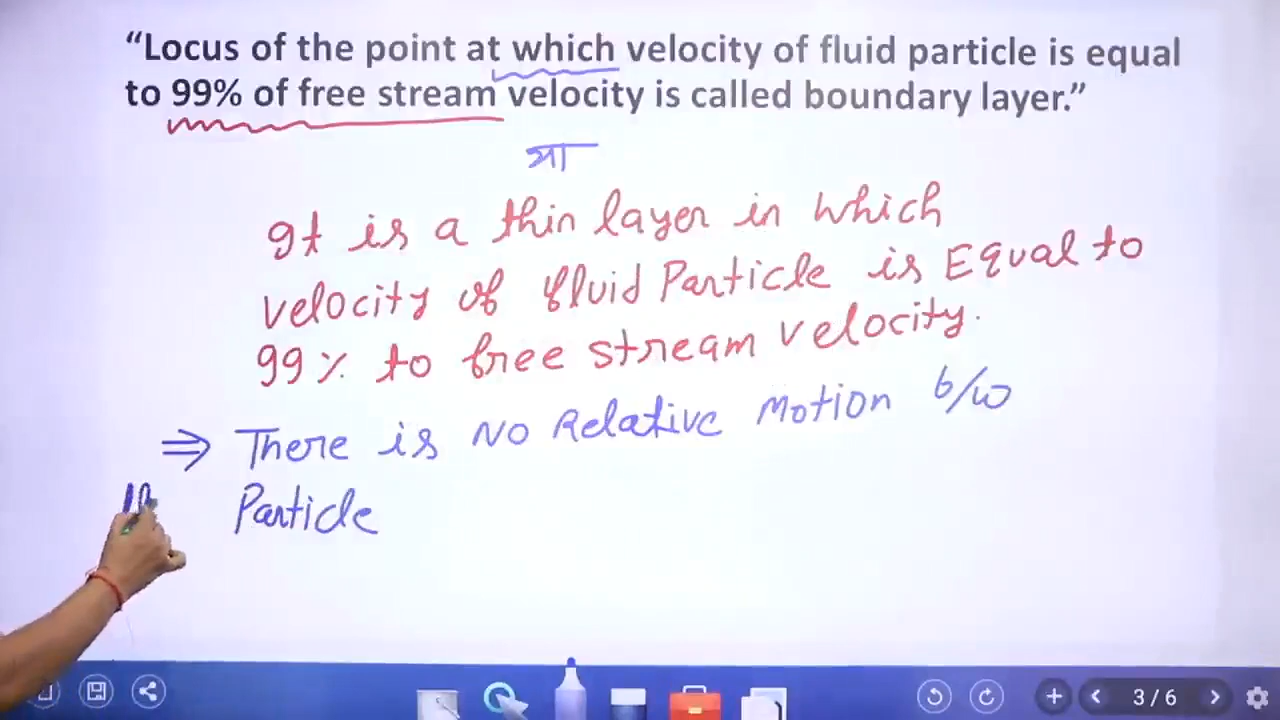 “Locus of the point at which velocity of fluid particle is equal
to 99% of free stream velocity is called boundary layer.”
या
It is a thin layer in which
velocity of fluid Particle is Equal to
99% to free stream velocity.
⇒ There is NO Relative Motion b/w
Particle
3 / 6